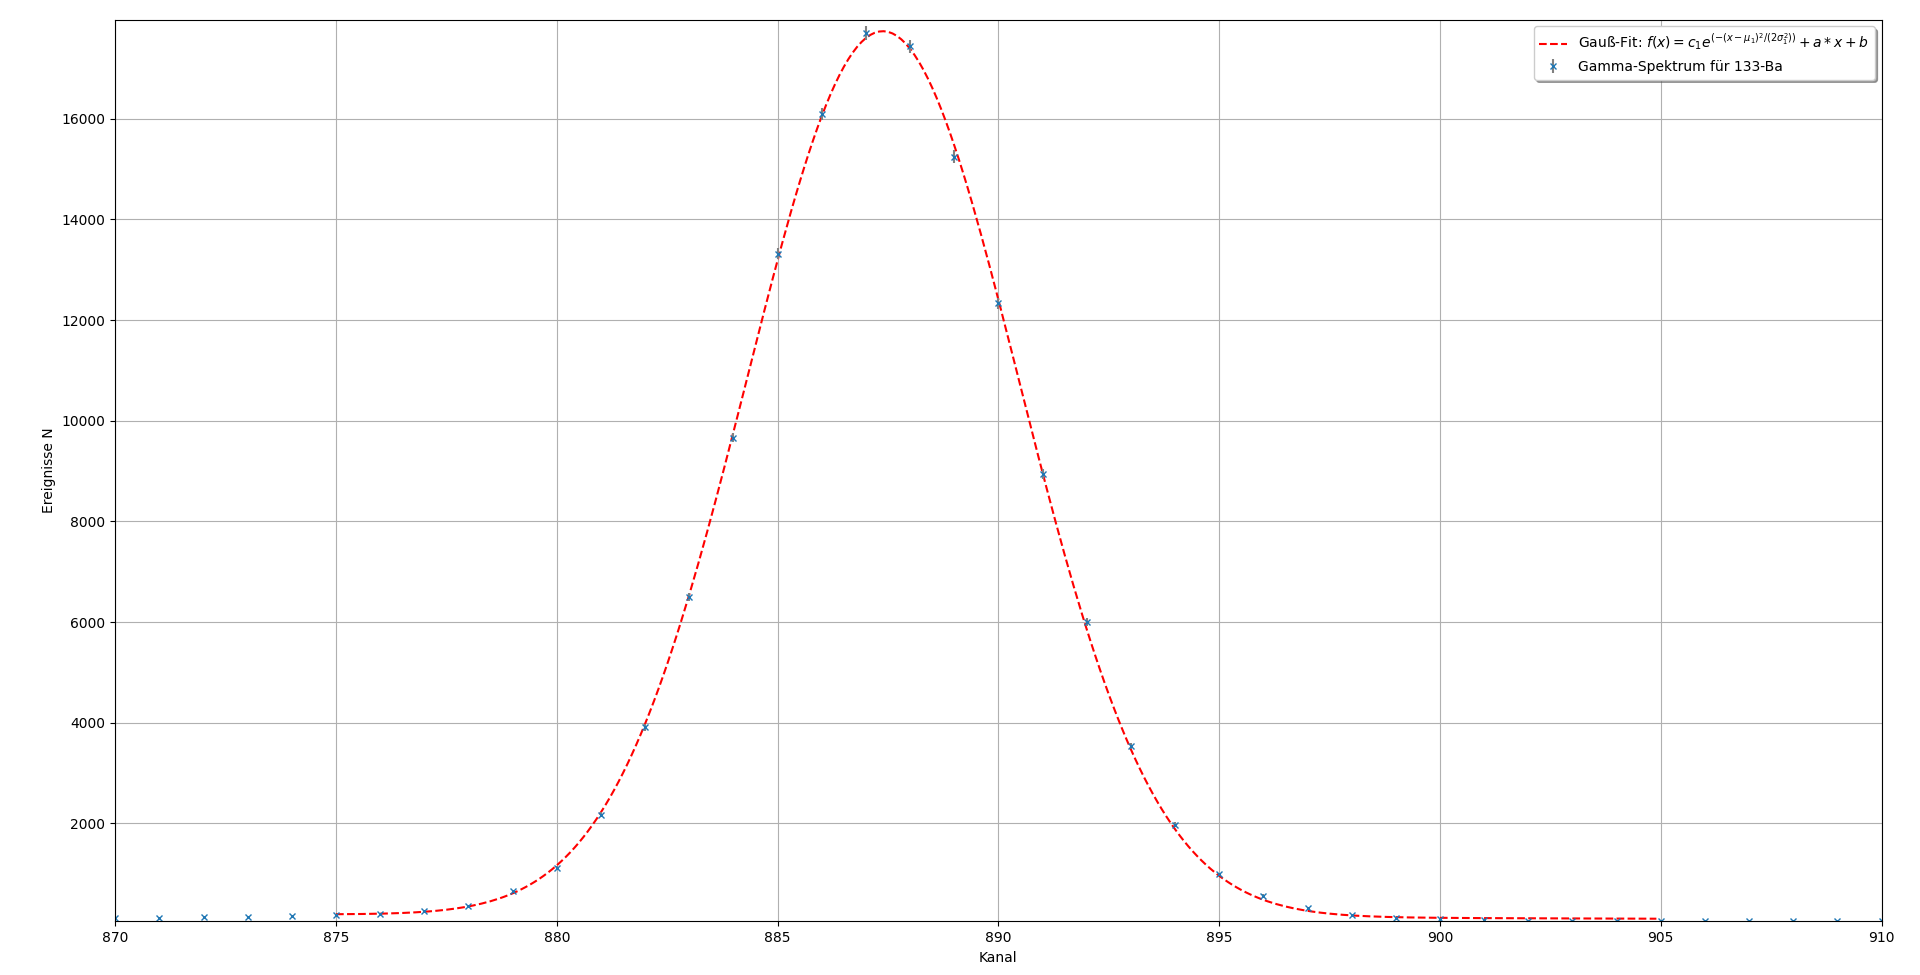 Gauß-Fit: f(x) = c₁e^(−(x−μ₁)²/(2σ₁²)) + a * x + b
Gamma-Spektrum für 133-Ba
16000
14000
12000
10000
8000
6000
4000
2000
Ereignisse N
870 875 880 885 890 895 900 905 910
Kanal